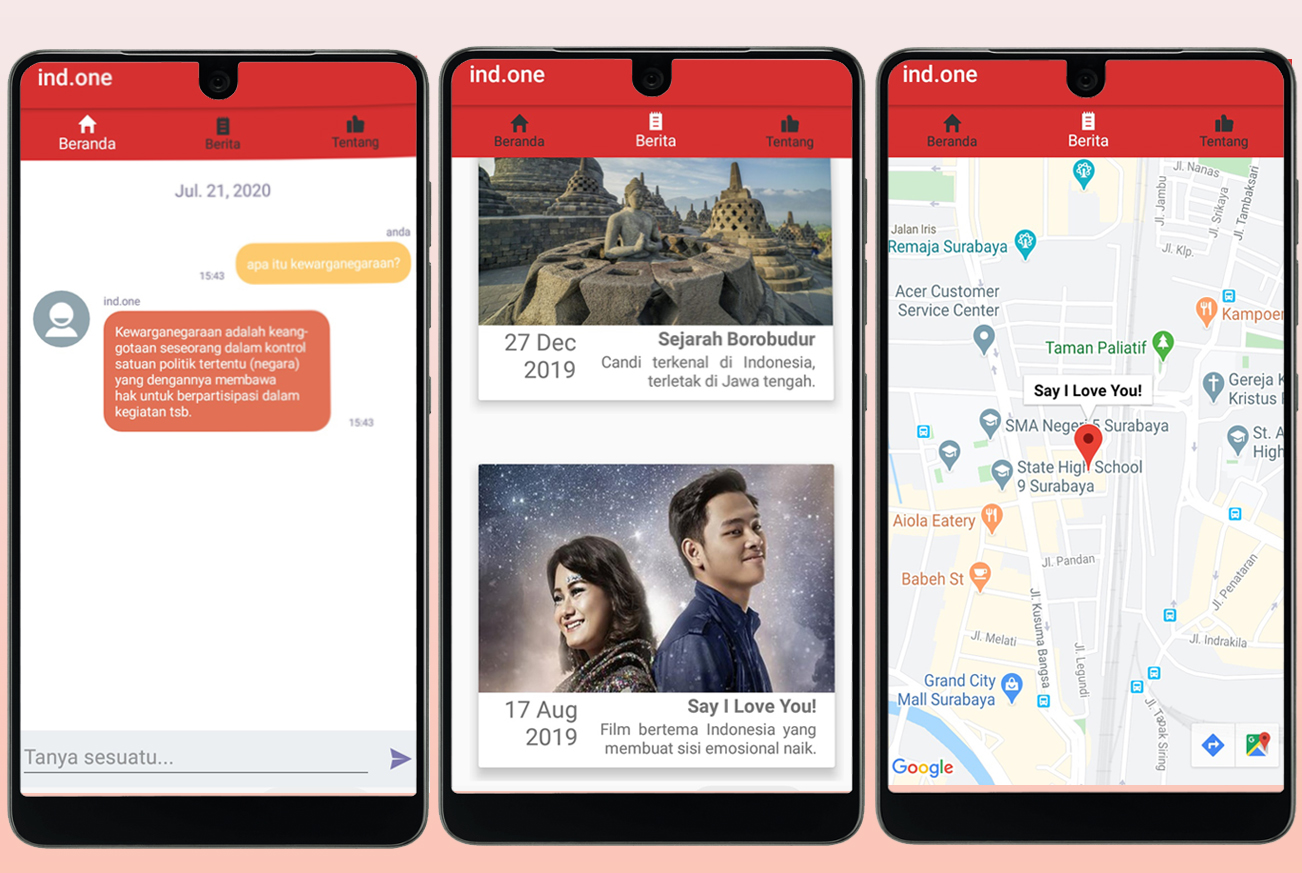 ind.one
Beranda
Berita
Tentang
Jul. 21, 2020
anda
apa itu kewarganegaraan?
15:43
ind.one
Kewarganegaraan adalah keang-
gotaan seseorang dalam kontrol
satuan politik tertentu (negara)
yang dengannya membawa
hak untuk berpartisipasi dalam
kegiatan tsb.
15:43
Tanya sesuatu...
ind.one
Beranda
Berita
Tentang
27 Dec
2019
Sejarah Borobudur
Candi terkenal di Indonesia,
terletak di Jawa tengah.
17 Aug
2019
Say I Love You!
Film bertema Indonesia yang
membuat sisi emosional naik.
ind.one
Beranda
Berita
Tentang
Jl. Nanas
Jl. Jambu
Jl. Srikaya
Jl. Tambaksari
Jalan Iris
Remaja Surabaya
Jl. Klp.
Acer Customer
Service Center
Kampoer
Taman Paliatif
Say I Love You!
Gereja K
Kristus
SMA Negeri 5 Surabaya
St. A
High
State High School
9 Surabaya
Aiola Eatery
Jl. Pandan
Babeh St
Jl. Penataran
Jl. Kusuma Bangsa
Jl. Melati
Jl. Legundi
Jl. Indrakila
Grand City
Mall Surabaya
Jl. Tapak Siring
Google